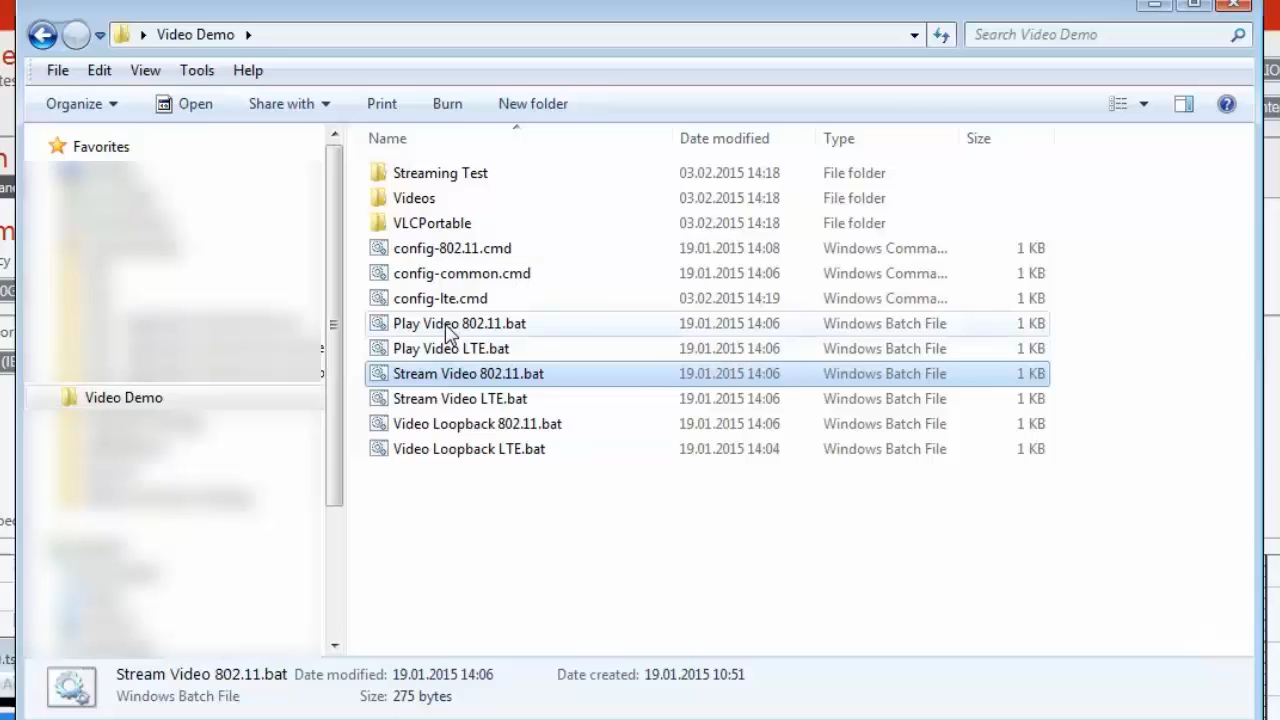 Video Demo
Search Video Demo
File Edit View Tools Help
Organize Open Share with Print Burn New folder
Favorites
Video Demo
Name Date modified Type Size
Streaming Test 03.02.2015 14:18 File folder
Videos 03.02.2015 14:18 File folder
VLCPortable 03.02.2015 14:18 File folder
config-802.11.cmd 19.01.2015 14:08 Windows Comma... 1 KB
config-common.cmd 19.01.2015 14:06 Windows Comma... 1 KB
config-lte.cmd 03.02.2015 14:19 Windows Comma... 1 KB
Play Video 802.11.bat 19.01.2015 14:06 Windows Batch File 1 KB
Play Video LTE.bat 19.01.2015 14:06 Windows Batch File 1 KB
Stream Video 802.11.bat 19.01.2015 14:06 Windows Batch File 1 KB
Stream Video LTE.bat 19.01.2015 14:06 Windows Batch File 1 KB
Video Loopback 802.11.bat 19.01.2015 14:06 Windows Batch File 1 KB
Video Loopback LTE.bat 19.01.2015 14:04 Windows Batch File 1 KB
Stream Video 802.11.bat Date modified: 19.01.2015 14:06 Date created: 19.01.2015 10:51
Windows Batch File Size: 275 bytes